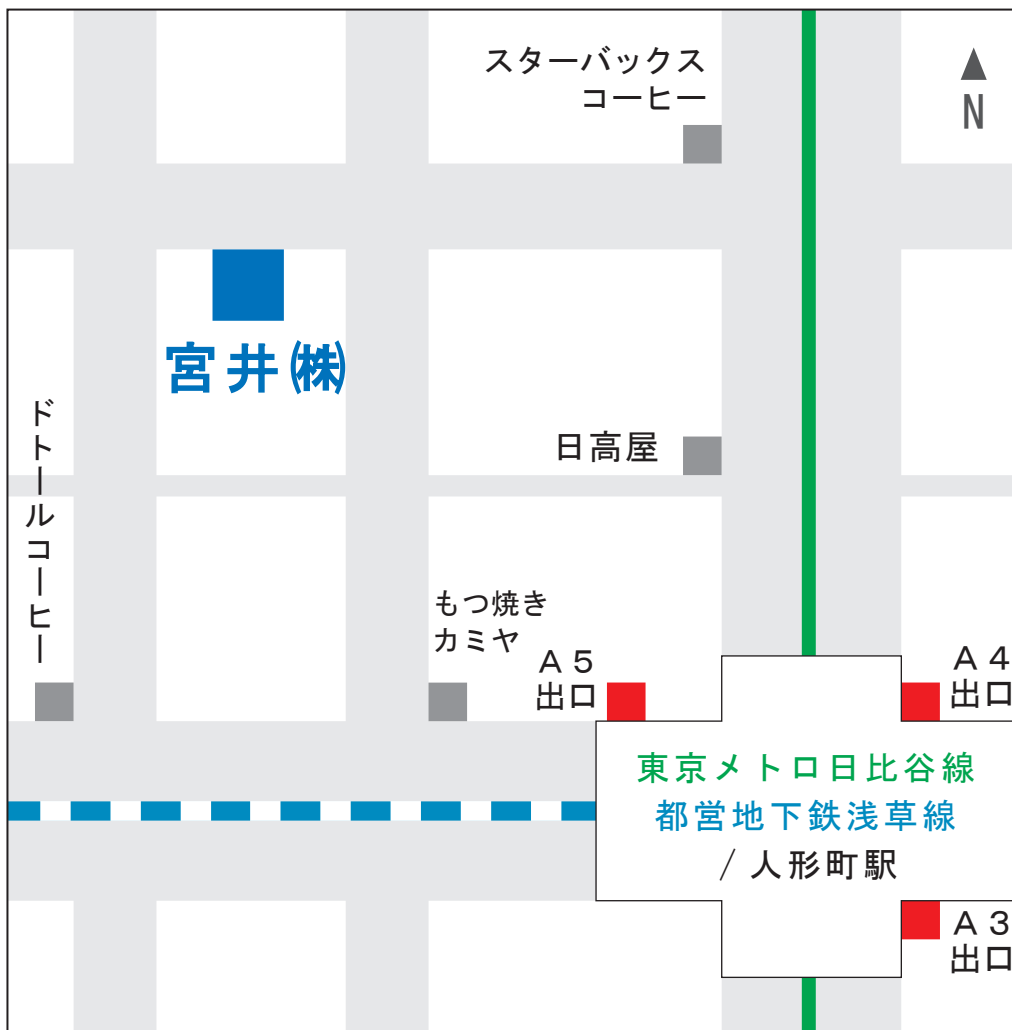 スターバックス
コーヒー
N
宮井㈱
ドトールコーヒー
日高屋
もつ焼き
カミヤ
A5
出口
A4
出口
東京メトロ日比谷線
都営地下鉄浅草線
/人形町駅
A3
出口